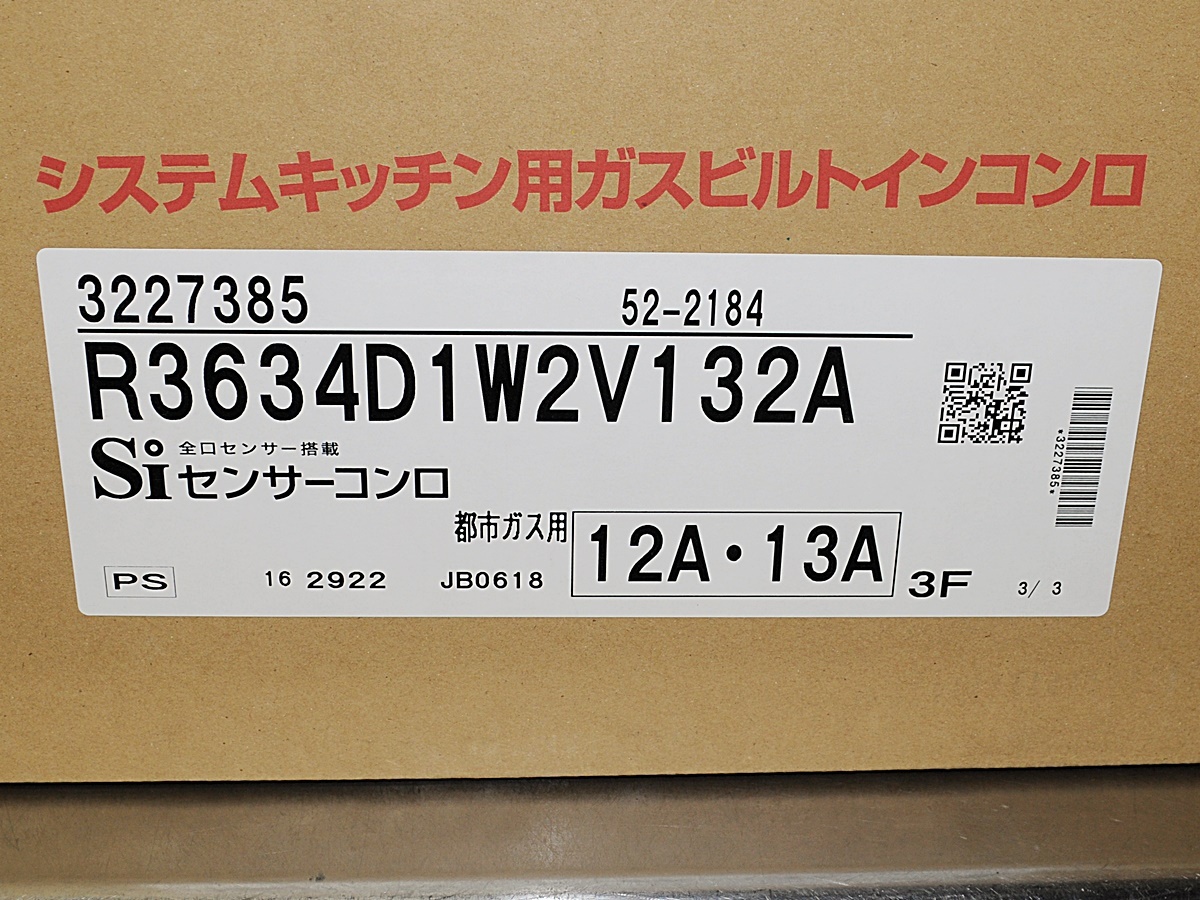 システムキッチン用ガスビルトインコンロ
3227385 52-2184
R3634D1W2V132A
Si 全口センサー搭載
センサーコンロ
*3227385*
都市ガス用 12A・13A
PS 16 2922 JB0618 3F 3/ 3